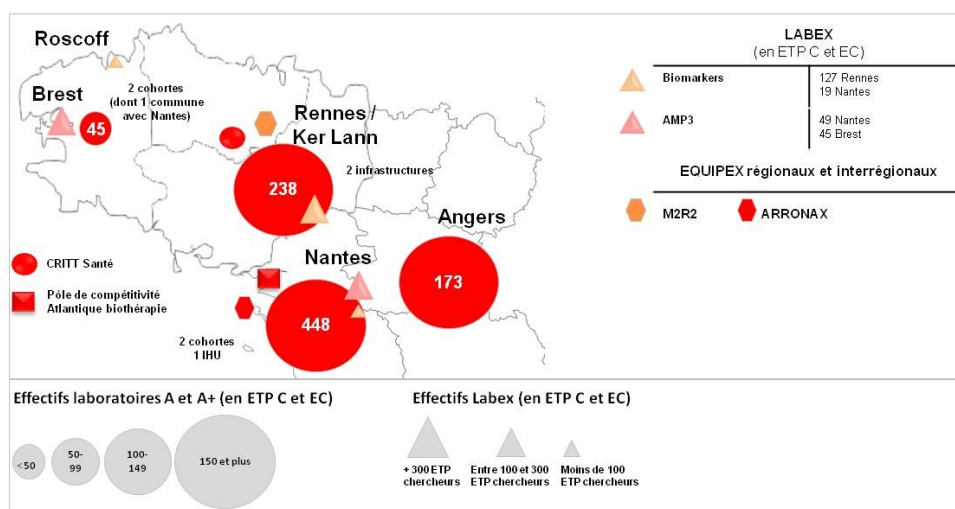 Roscoff
Brest
45
2 cohortes
(dont 1 commune
avec Nantes)
Rennes /
Ker Lann
238
2 infrastructures
Angers
173
Nantes
448
2 cohortes
1 IHU
CRITT Santé
Pôle de compétitivité
Atlantique biothérapie
LABEX
(en ETP C et EC)
Biomarkers
127 Rennes
19 Nantes
AMP3
49 Nantes
45 Brest
EQUIPEX régionaux et interrégionaux
M2R2
ARRONAX
Effectifs laboratoires A et A+ (en ETP C et EC)
<50
50-
99
100-
149
150 et plus
Effectifs Labex (en ETP C et EC)
+ 300 ETP
chercheurs
Entre 100 et 300
ETP chercheurs
Moins de 100
ETP chercheurs